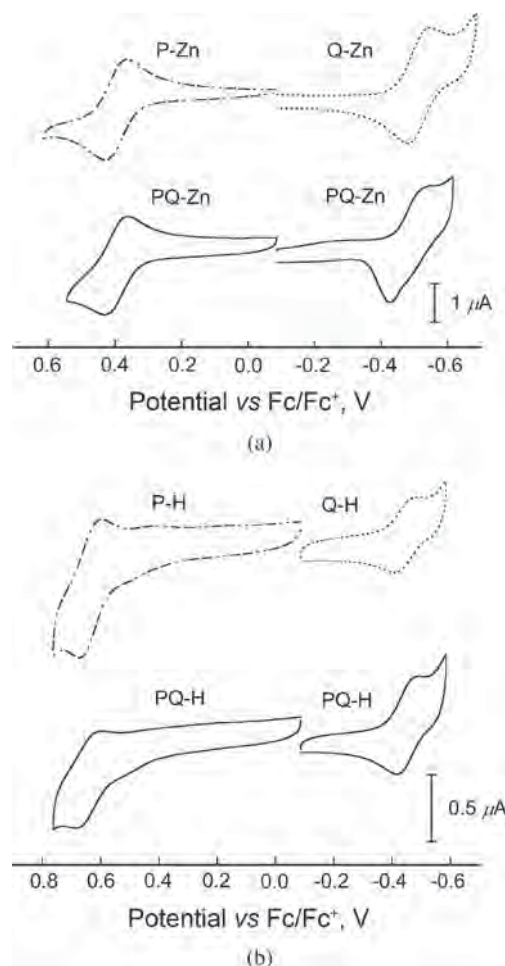 P-Zn Q-Zn
PQ-Zn PQ-Zn
1 μA
0.6 0.4 0.2 0.0 -0.2 -0.4 -0.6
Potential vs Fc/Fc⁺, V
(a)
P-H Q-H
PQ-H PQ-H
0.5 μA
0.8 0.6 0.4 0.2 0.0 -0.2 -0.4 -0.6
Potential vs Fc/Fc⁺, V
(b)